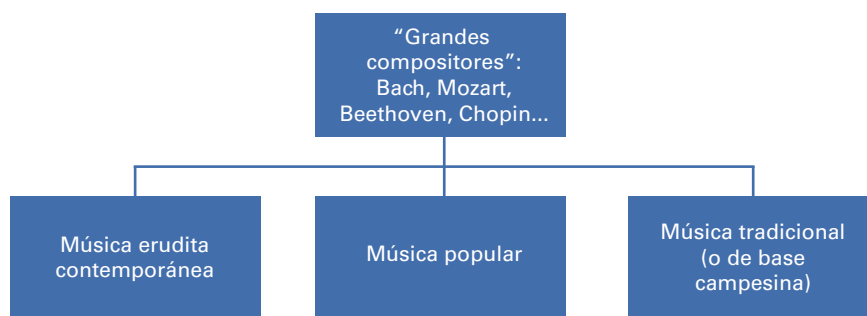 “Grandes
compositores”:
Bach, Mozart,
Beethoven, Chopin...
Música erudita
contemporánea
Música popular
Música tradicional
(o de base
campesina)